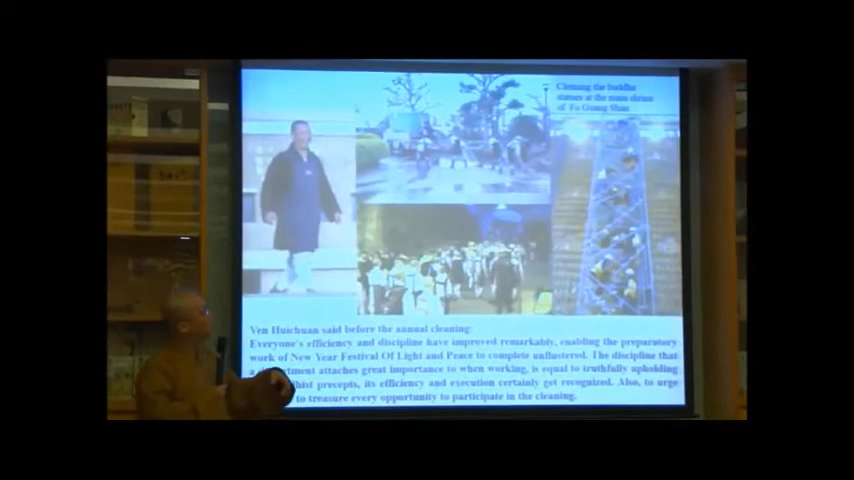 Cleaning the buddha
statues at the main shrine
of Fo Guang Shan
Ven Huichuan said before the annual cleaning:
Everyone's efficiency and discipline have improved remarkably, enabling the preparatory
work of New Year Festival Of Light and Peace to complete unflustered. The discipline that
a attaches great importance to when working, is equal to truthfully upholding
precepts, its efficiency and execution certainly get recognized. Also, to urge
to treasure every opportunity to participate in the cleaning.